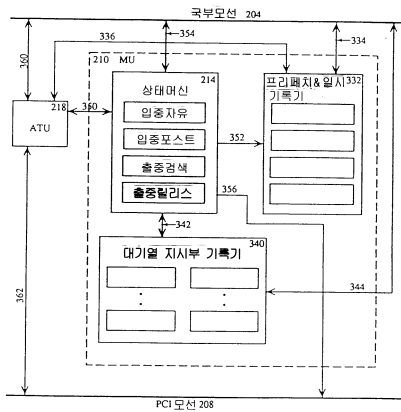 국부모선 204
354
336
334
360
210 MU
214
상태머신
입중자유
입중포스트
출중검색
출중릴리스
프리페치&일시 332
기록기
218
ATU
360
352
356
342
340
대기열 지시부 기록기
344
362
PCI 모선 208